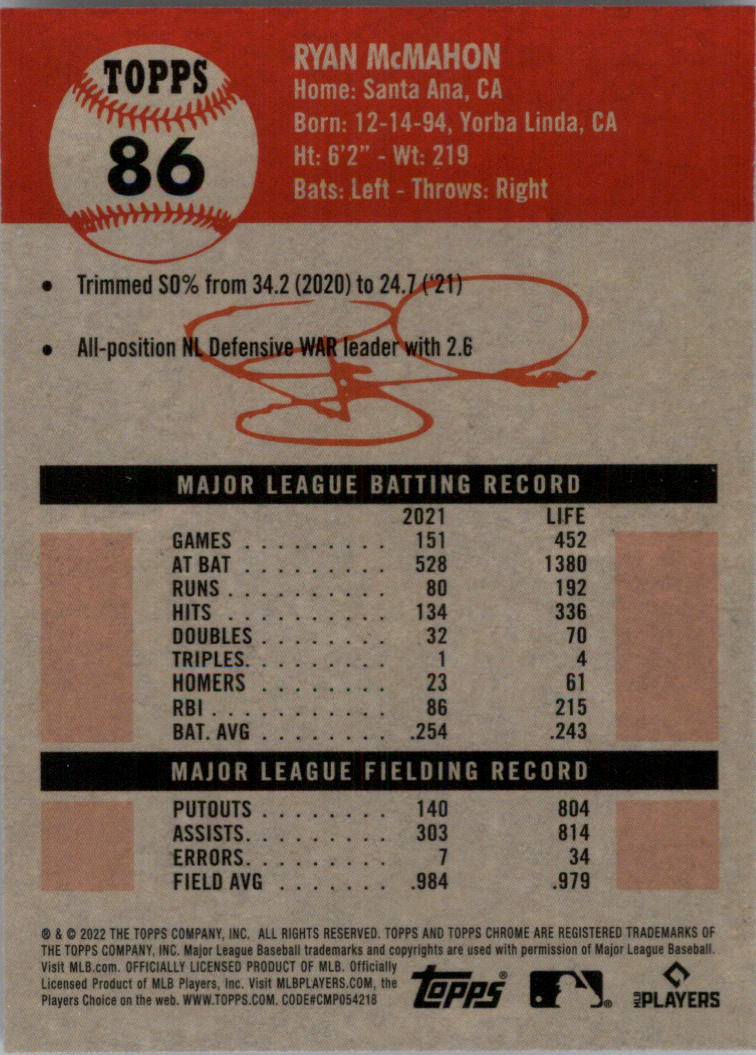 TOPPS
86
RYAN McMAHON
Home: Santa Ana, CA
Born: 12-14-94, Yorba Linda, CA
Ht: 6'2" - Wt: 219
Bats: Left - Throws: Right
• Trimmed SO% from 34.2 (2020) to 24.7 ('21)
• All-position NL Defensive WAR leader with 2.6
MAJOR LEAGUE BATTING RECORD
2021 LIFE
GAMES . . . . . . . . . 151 452
AT BAT . . . . . . . . . 528 1380
RUNS . . . . . . . . . . 80 192
HITS . . . . . . . . . . 134 336
DOUBLES . . . . . . . . 32 70
TRIPLES. . . . . . . . . 1 4
HOMERS . . . . . . . . 23 61
RBI . . . . . . . . . . . 86 215
BAT. AVG . . . . . . . . .254 .243
MAJOR LEAGUE FIELDING RECORD
PUTOUTS . . . . . . . . 140 804
ASSISTS. . . . . . . . . 303 814
ERRORS. . . . . . . . . 7 34
FIELD AVG . . . . . . . .984 .979
® & © 2022 THE TOPPS COMPANY, INC. ALL RIGHTS RESERVED. TOPPS AND TOPPS CHROME ARE REGISTERED TRADEMARKS OF
THE TOPPS COMPANY, INC. Major League Baseball trademarks and copyrights are used with permission of Major League Baseball.
Visit MLB.com. OFFICIALLY LICENSED PRODUCT OF MLB. Officially
Licensed Product of MLB Players, Inc. Visit MLBPLAYERS.COM, the
Players Choice on the web. WWW.TOPPS.COM. CODE#CMP054218
Topps®
®
MLB PLAYERS